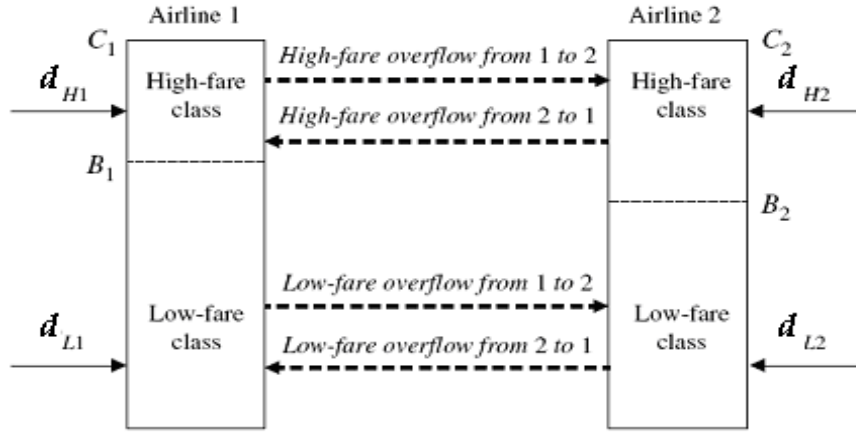 Airline 1
Airline 2
C1
C2
High-fare overflow from 1 to 2
High-fare
class
High-fare
class
dH1
dH2
High-fare overflow from 2 to 1
B1
B2
Low-fare overflow from 1 to 2
Low-fare
class
Low-fare
class
dL1
dL2
Low-fare overflow from 2 to 1